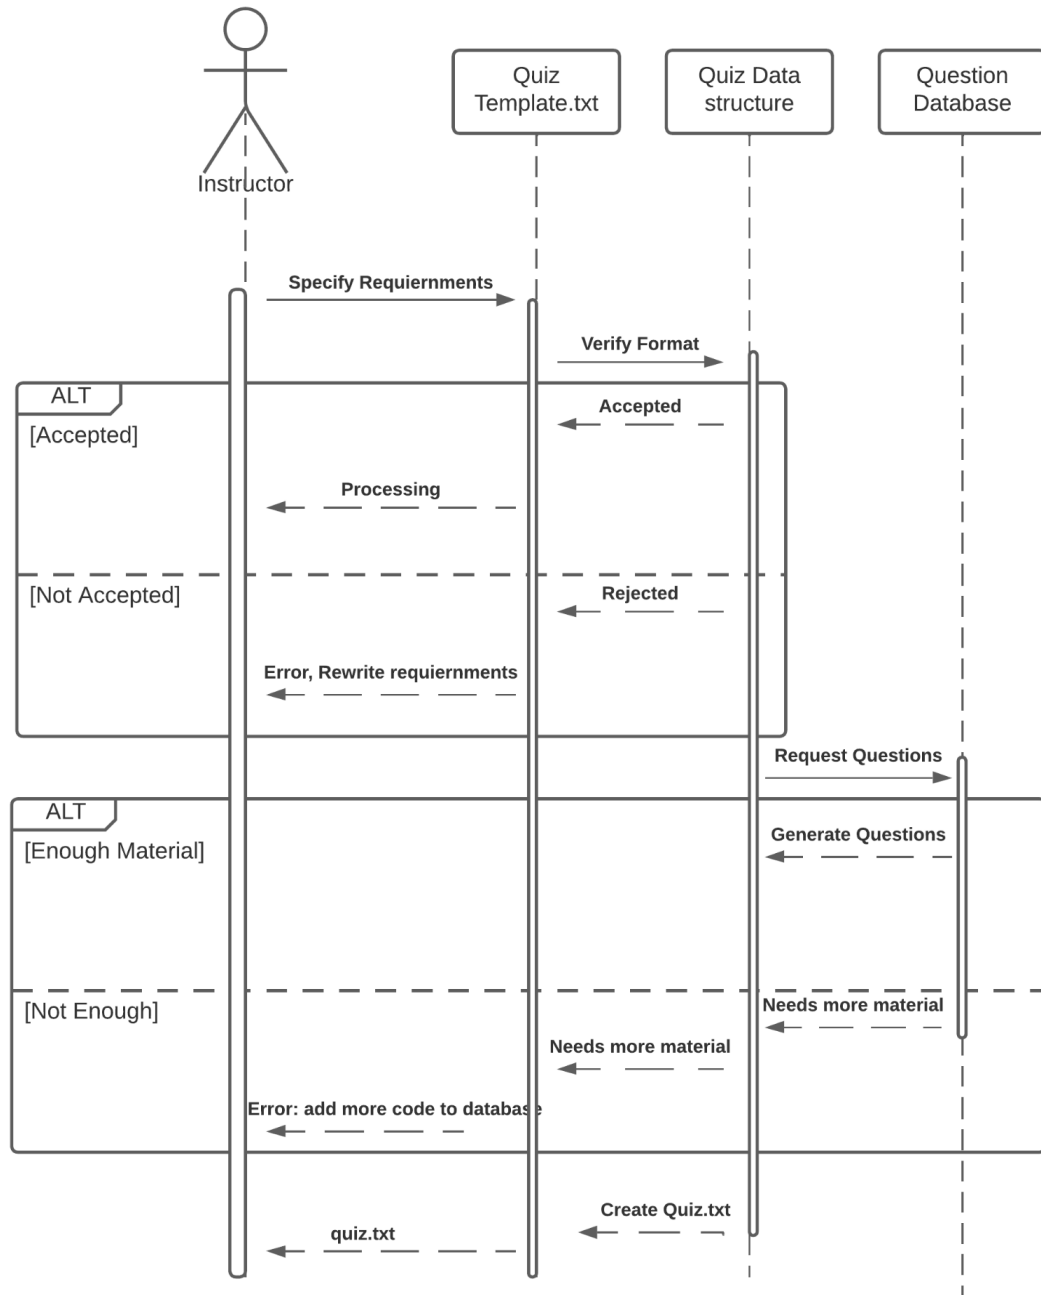 Quiz
Template.txt
Quiz Data
structure
Question
Database
Instructor
Specify Requiernments
Verify Format
ALT
Accepted
[Accepted]
Processing
[Not Accepted]
Rejected
Error, Rewrite requiernments
Request Questions
ALT
Generate Questions
[Enough Material]
[Not Enough]
Needs more material
Needs more material
Error: add more code to database
Create Quiz.txt
quiz.txt